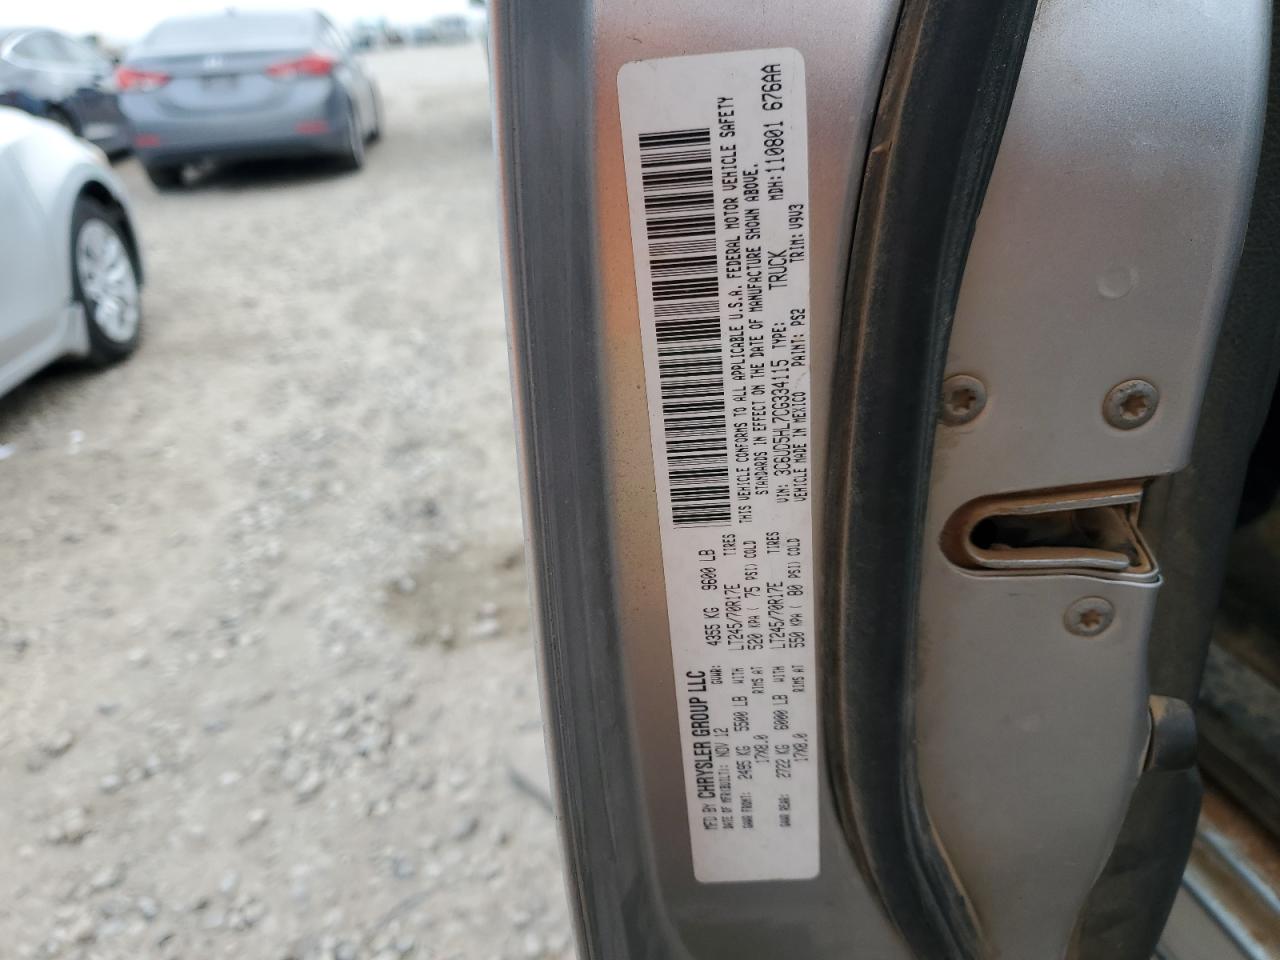 MFD BY CHRYSLER GROUP LLC
DATE OF MFR(BUILT): NOV 12 GVWR: 4355 KG 9600 LB
GAWR FRONT: 2495 KG 5500 LB WITH LT245/70R17E TIRES
17X8.0 RIMS AT 520 KPA ( 75 PSI) COLD
GAWR REAR: 2722 KG 6000 LB WITH LT245/70R17E TIRES
17X8.0 RIMS AT 550 KPA ( 80 PSI) COLD
THIS VEHICLE CONFORMS TO ALL APPLICABLE U.S.A. FEDERAL MOTOR VEHICLE SAFETY
STANDARDS IN EFFECT ON THE DATE OF MANUFACTURE SHOWN ABOVE.
VIN: 3C6UD5HL7CG334115 TYPE: TRUCK MDH: 110801 676AA
VEHICLE MADE IN MEXICO PAINT: PS2 TRIM: V9V3